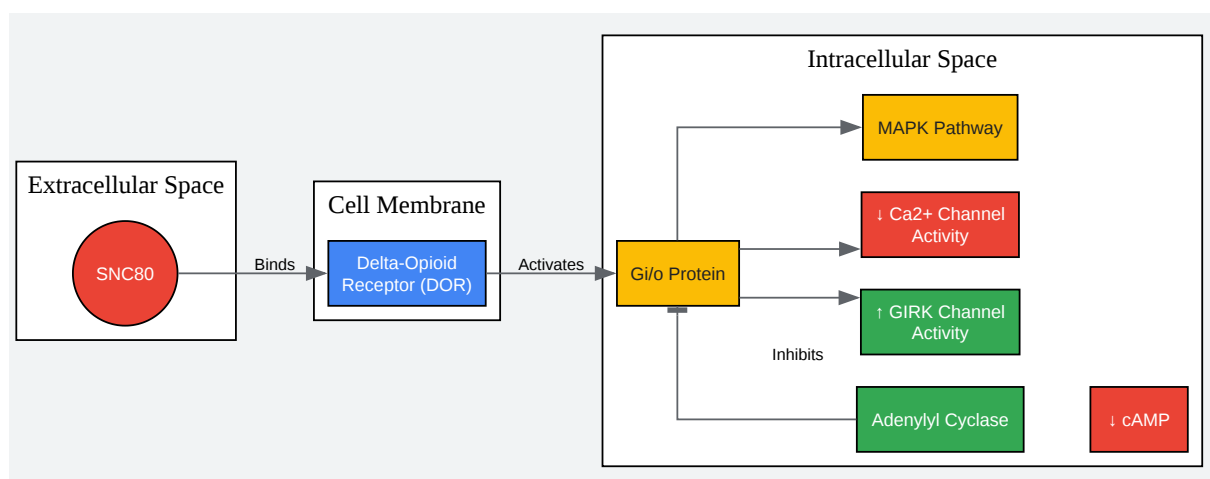 Extracellular Space
SNC80
Binds
Cell Membrane
Delta-Opioid
Receptor (DOR)
Activates
Intracellular Space
Gi/o Protein
MAPK Pathway
↓ Ca2+ Channel
Activity
↑ GIRK Channel
Activity
Inhibits
Adenylyl Cyclase
↓ cAMP